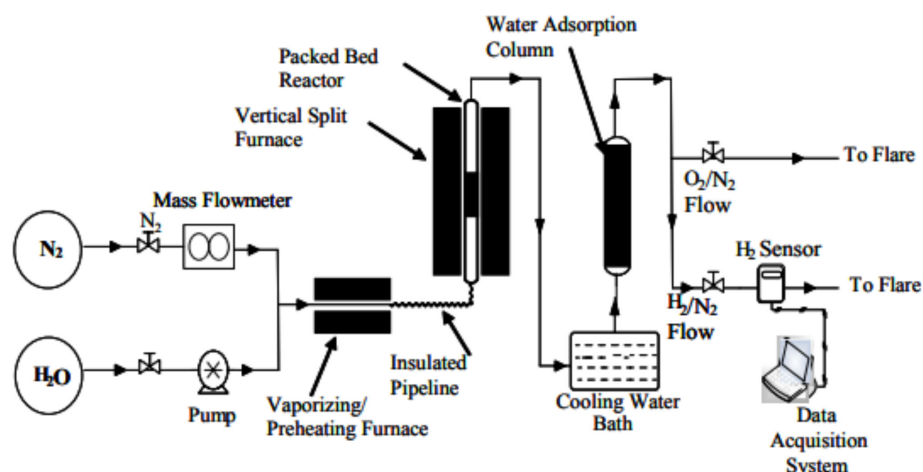 Water Adsorption
Column
Packed Bed
Reactor
Vertical Split
Furnace
To Flare
O₂/N₂
Flow
Mass Flowmeter
N₂
N₂
H₂ Sensor
To Flare
H₂/N₂
Flow
Insulated
Pipeline
H₂O
Pump
Vaporizing/
Preheating Furnace
Cooling Water
Bath
Data
Acquisition
System